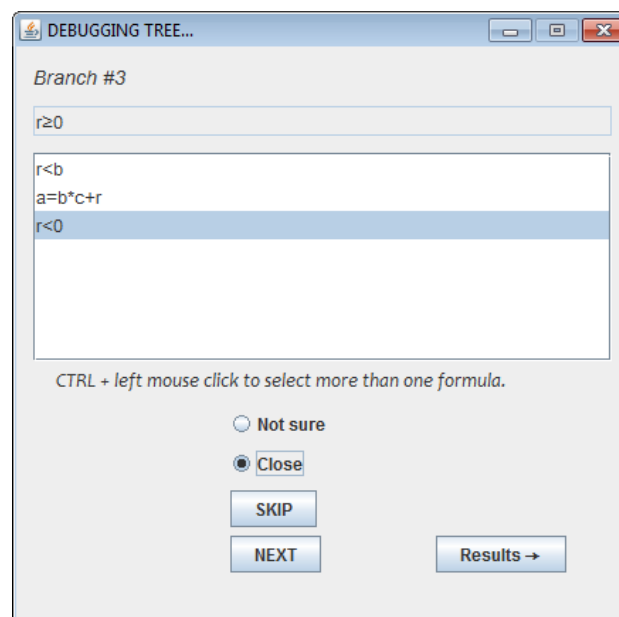 DEBUGGING TREE...
Branch #3
r≥0
r<b
a=b*c+r
r<0
CTRL + left mouse click to select more than one formula.
Not sure
Close
SKIP
NEXT
Results →